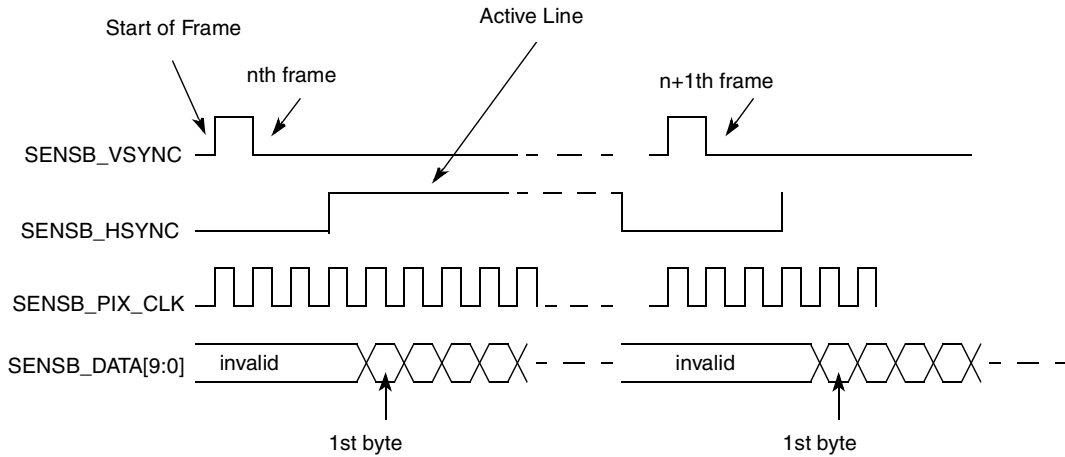 Active Line
Start of Frame
nth frame
n+1th frame
SENSB_VSYNC
SENSB_HSYNC
SENSB_PIX_CLK
SENSB_DATA[9:0]
invalid
invalid
1st byte
1st byte